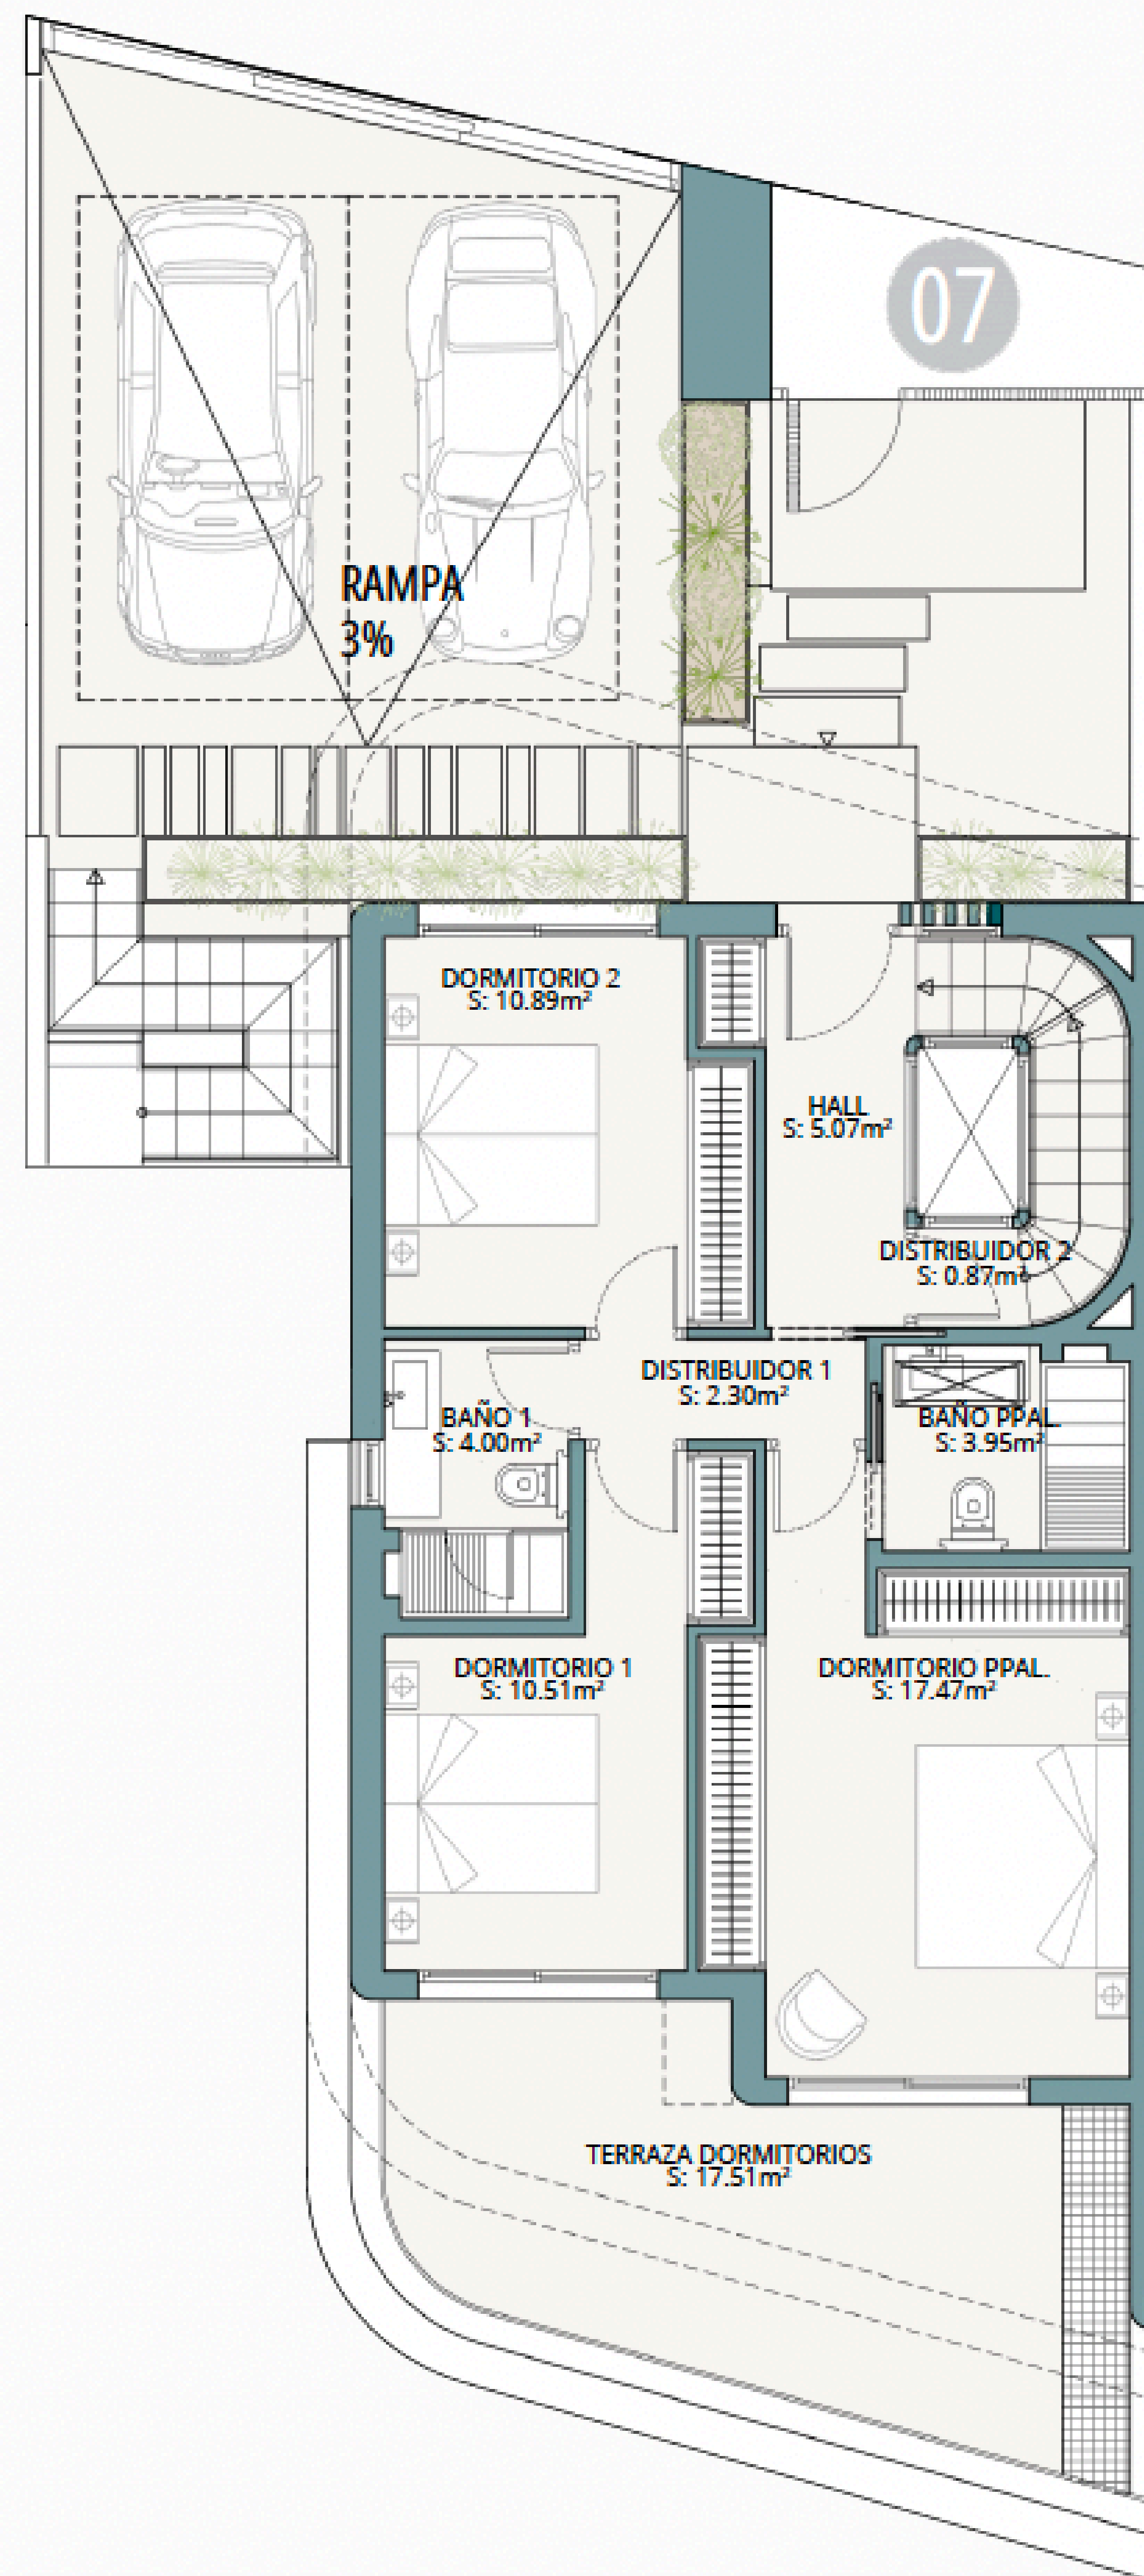 07
RAMPA
3%
DORMITORIO 2
S: 10.89m²
HALL
S: 5.07m²
DISTRIBUIDOR 2
S: 0.87m²
DISTRIBUIDOR 1
S: 2.30m²
BAÑO 1
S: 4.00m²
BAÑO PPAL.
S: 3.95m²
DORMITORIO 1
S: 10.51m²
DORMITORIO PPAL.
S: 17.47m²
TERRAZA DORMITORIOS
S: 17.51m²